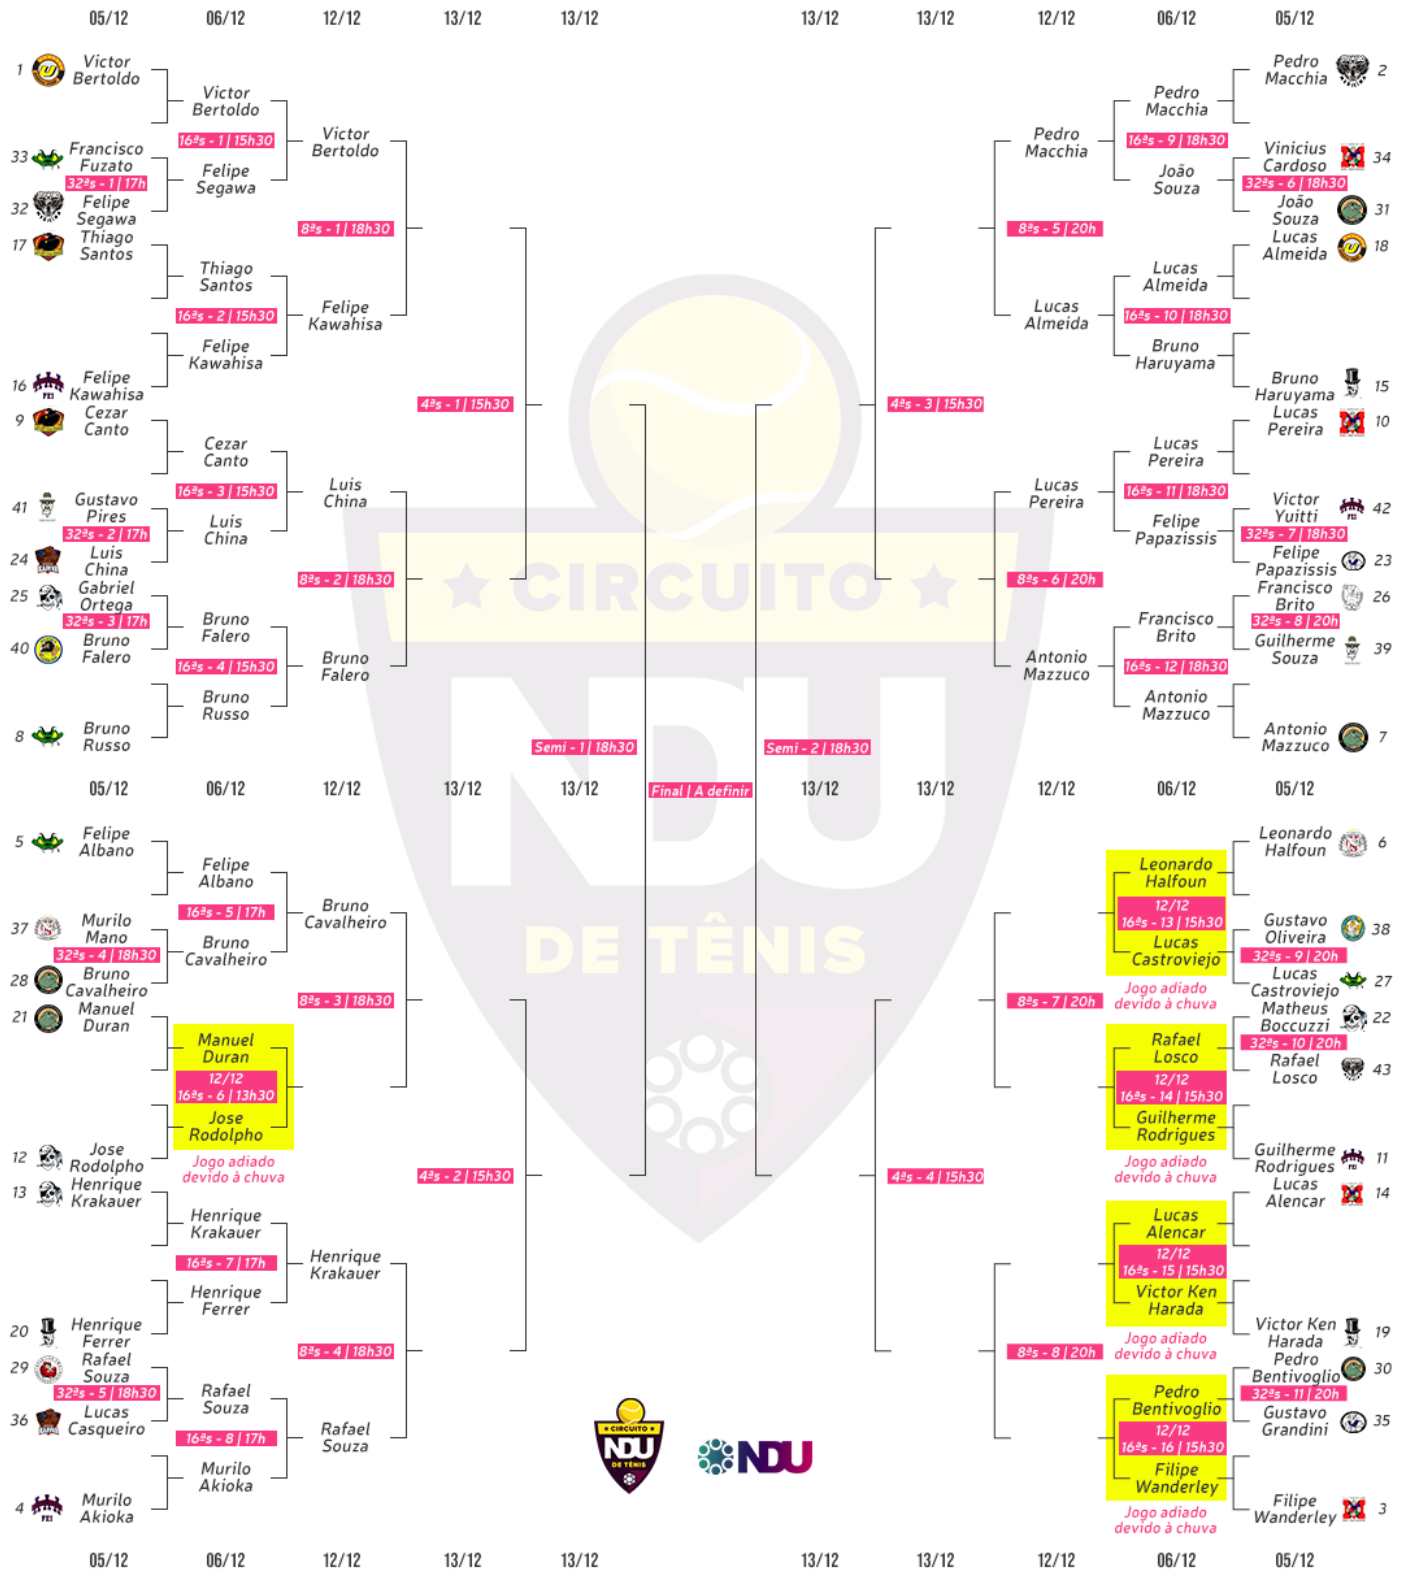 05/12 06/12 12/12 13/12 13/12 13/12 13/12 12/12 06/12 05/12
1 Victor
Bertoldo
Victor
Bertoldo
16ªs - 1 | 15h30
33 Francisco
Fuzato
32ªs - 1 | 17h
32 Felipe
Segawa
Felipe
Segawa
Victor
Bertoldo
8ªs - 1 | 18h30
17 Thiago
Santos
Thiago
Santos
16ªs - 2 | 15h30
Felipe
Kawahisa
16 Felipe
Kawahisa
FEI
Felipe
Kawahisa
4ªs - 1 | 15h30
9 Cezar
Canto
Cezar
Canto
16ªs - 3 | 15h30
41 Gustavo
Pires
32ªs - 2 | 17h
24 Luis
China
Luis
China
Luis
China
8ªs - 2 | 18h30
25 Gabriel
Ortega
32ªs - 3 | 17h
40 Bruno
Falero
Bruno
Falero
16ªs - 4 | 15h30
Bruno
Russo
8 Bruno
Russo
Bruno
Falero
Semi - 1 | 18h30
Pedro
Macchia 2
Pedro
Macchia
16ªs - 9 | 18h30
Vinicius
Cardoso 34
32ªs - 6 | 18h30
João
Souza 31
João
Souza
Pedro
Macchia
8ªs - 5 | 20h
Lucas
Almeida 18
Lucas
Almeida
16ªs - 10 | 18h30
Bruno
Haruyama
Bruno
Haruyama 15
Lucas
Almeida
4ªs - 3 | 15h30
Lucas
Pereira 10
Lucas
Pereira
16ªs - 11 | 18h30
Victor
Yuitti 42
FEI
32ªs - 7 | 18h30
Felipe
Papazissis 23
Felipe
Papazissis
Lucas
Pereira
8ªs - 6 | 20h
Francisco
Brito 26
32ªs - 8 | 20h
Guilherme
Souza 39
Francisco
Brito
16ªs - 12 | 18h30
Antonio
Mazzuco
Antonio
Mazzuco 7
Antonio
Mazzuco
Semi - 2 | 18h30
★ CIRCUITO ★
NDU
DE TÊNIS
Final | A definir
05/12 06/12 12/12 13/12 13/12 13/12 13/12 12/12 06/12 05/12
5 Felipe
Albano
Felipe
Albano
16ªs - 5 | 17h
37 Murilo
Mano
32ªs - 4 | 18h30
28 Bruno
Cavalheiro
Bruno
Cavalheiro
Bruno
Cavalheiro
8ªs - 3 | 18h30
21 Manuel
Duran
Manuel
Duran
12/12
16ªs - 6 | 13h30
Jose
Rodolpho
Jogo adiado
devido à chuva
12 Jose
Rodolpho
4ªs - 2 | 15h30
13 Henrique
Krakauer
Henrique
Krakauer
16ªs - 7 | 17h
Henrique
Ferrer
20 Henrique
Ferrer
Henrique
Krakauer
8ªs - 4 | 18h30
29 Rafael
Souza
32ªs - 5 | 18h30
36 Lucas
Casqueiro
Rafael
Souza
16ªs - 8 | 17h
Murilo
Akioka
4 Murilo
Akioka
FEI
Rafael
Souza
Leonardo
Halfoun 6
Leonardo
Halfoun
12/12
16ªs - 13 | 15h30
Lucas
Castroviejo
Jogo adiado
devido à chuva
Gustavo
Oliveira 38
32ªs - 9 | 20h
Lucas
Castroviejo 27
8ªs - 7 | 20h
Matheus
Boccuzzi 22
32ªs - 10 | 20h
Rafael
Losco 43
Rafael
Losco
12/12
16ªs - 14 | 15h30
Guilherme
Rodrigues
Jogo adiado
devido à chuva
Guilherme
Rodrigues 11
FEI
4ªs - 4 | 15h30
Lucas
Alencar 14
Lucas
Alencar
12/12
16ªs - 15 | 15h30
Victor Ken
Harada
Jogo adiado
devido à chuva
Victor Ken
Harada 19
8ªs - 8 | 20h
Pedro
Bentivoglio 30
32ªs - 11 | 20h
Gustavo
Grandini 35
Pedro
Bentivoglio
12/12
16ªs - 16 | 15h30
Filipe
Wanderley
Jogo adiado
devido à chuva
Filipe
Wanderley 3
★ CIRCUITO ★
NDU
DE TÊNIS
NDU
05/12 06/12 12/12 13/12 13/12 13/12 13/12 12/12 06/12 05/12